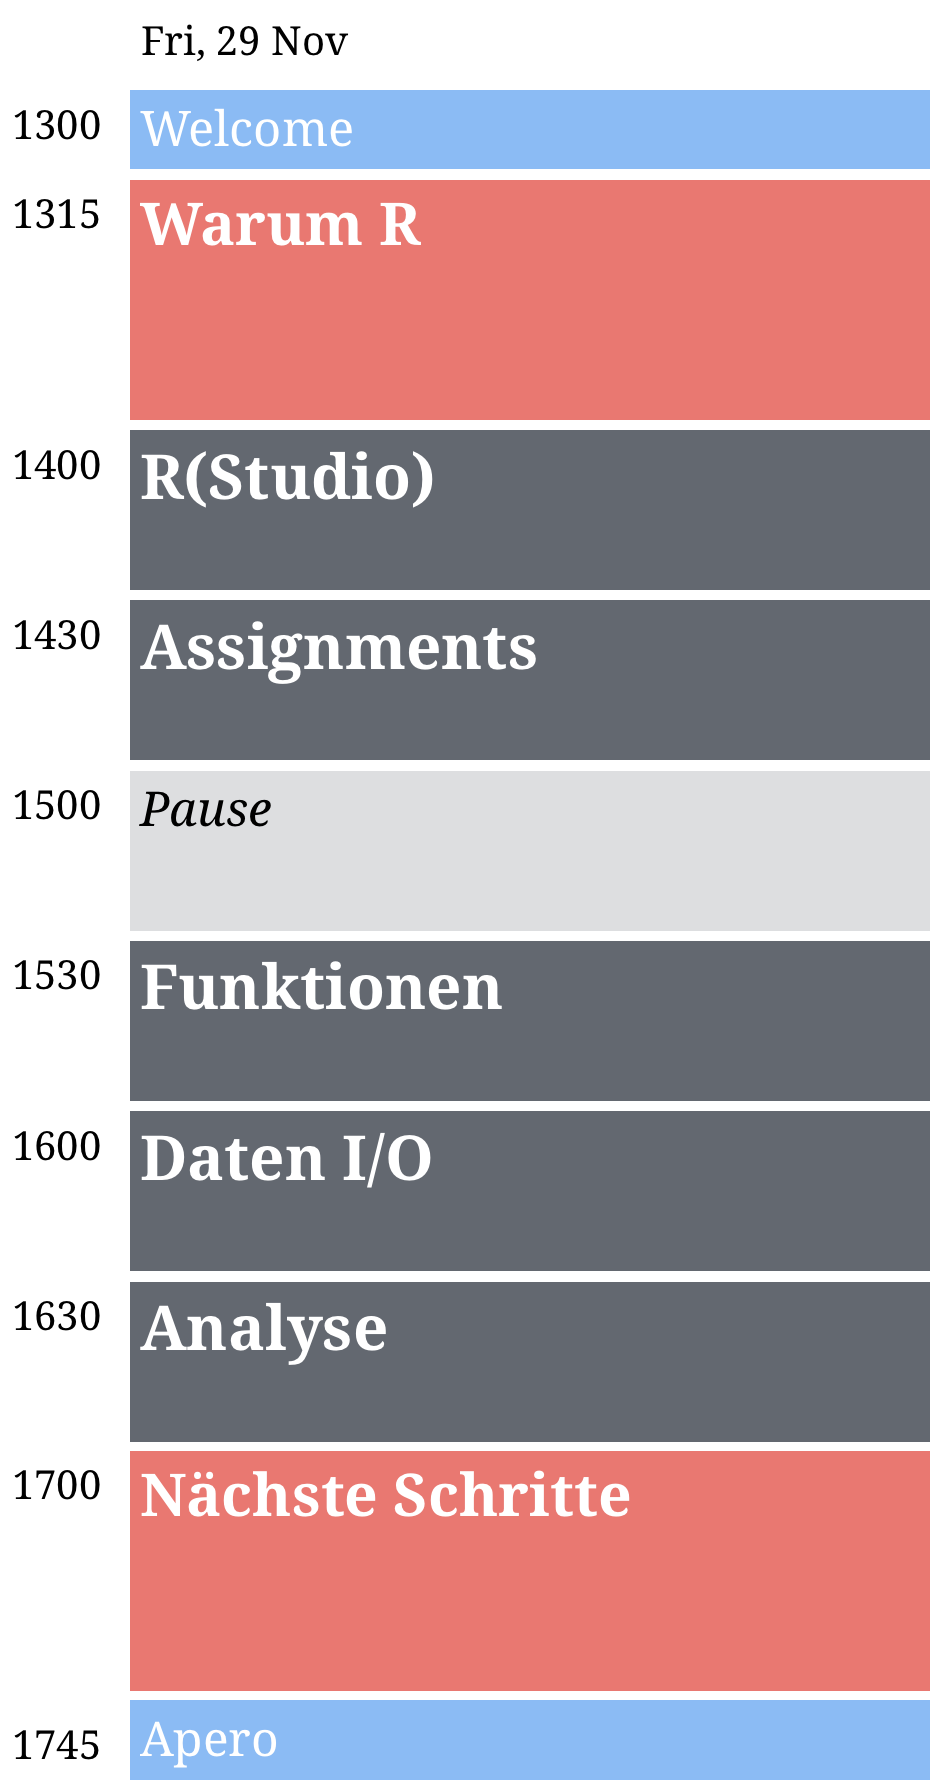 Fri, 29 Nov
1300 Welcome
1315 Warum R
1400 R(Studio)
1430 Assignments
1500 Pause
1530 Funktionen
1600 Daten I/O
1630 Analyse
1700 Nächste Schritte
1745 Apero